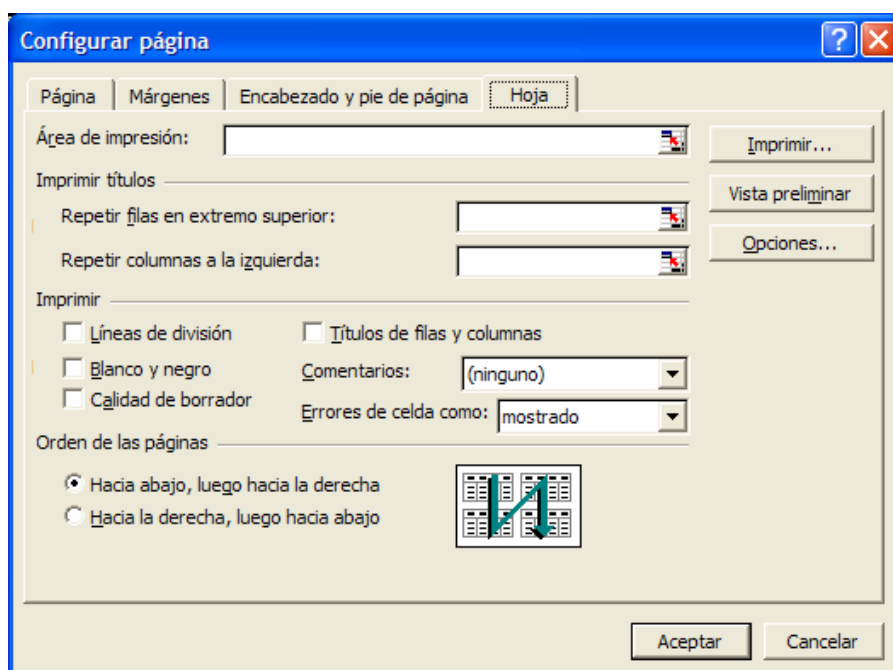 Configurar página
Página Márgenes Encabezado y pie de página Hoja
Área de impresión:
Imprimir...
Imprimir títulos
Vista preliminar
Repetir filas en extremo superior:
Opciones...
Repetir columnas a la izquierda:
Imprimir
Líneas de división Títulos de filas y columnas
Blanco y negro Comentarios: (ninguno)
Calidad de borrador Errores de celda como: mostrado
Orden de las páginas
Hacia abajo, luego hacia la derecha
Hacia la derecha, luego hacia abajo
Aceptar Cancelar